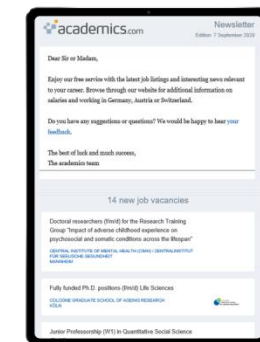 academics.com
Newsletter
Edition 7 September 2020
Dear Sir or Madam,
Enjoy our free service with the latest job listings and interesting news relevant
to your career. Browse through our website for additional information on
salaries and working in Germany, Austria or Switzerland.
Do you have any suggestions or questions? We would be happy to hear your
feedback.
The best of luck and much success,
The academics team
14 new job vacancies
Doctoral researchers (f/m/d) for the Research Training
Group "Impact of adverse childhood experience on
psychosocial and somatic conditions across the lifespan"
CENTRAL INSTITUTE OF MENTAL HEALTH (CIMH) / ZENTRALINSTITUT
FÜR SEELISCHE GESUNDHEIT
MANNHEIM
Fully funded Ph.D. positions (f/m/d) Life Sciences
COLOGNE GRADUATE SCHOOL OF AGEING RESEARCH
KÖLN
Junior Professorship (W1) in Quantitative Social Science